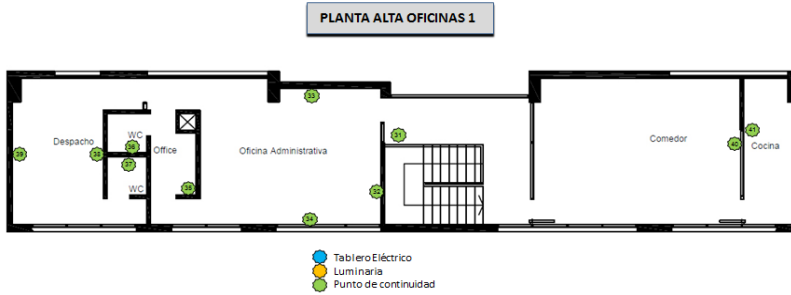 PLANTA ALTA OFICINAS 1
33
31
41
WC
Despacho
36
Office
Oficina Administrativa
Comedor
40
Cocina
39
38
37
WC
35
32
34
Tablero Eléctrico
Luminaria
Punto de continuidad